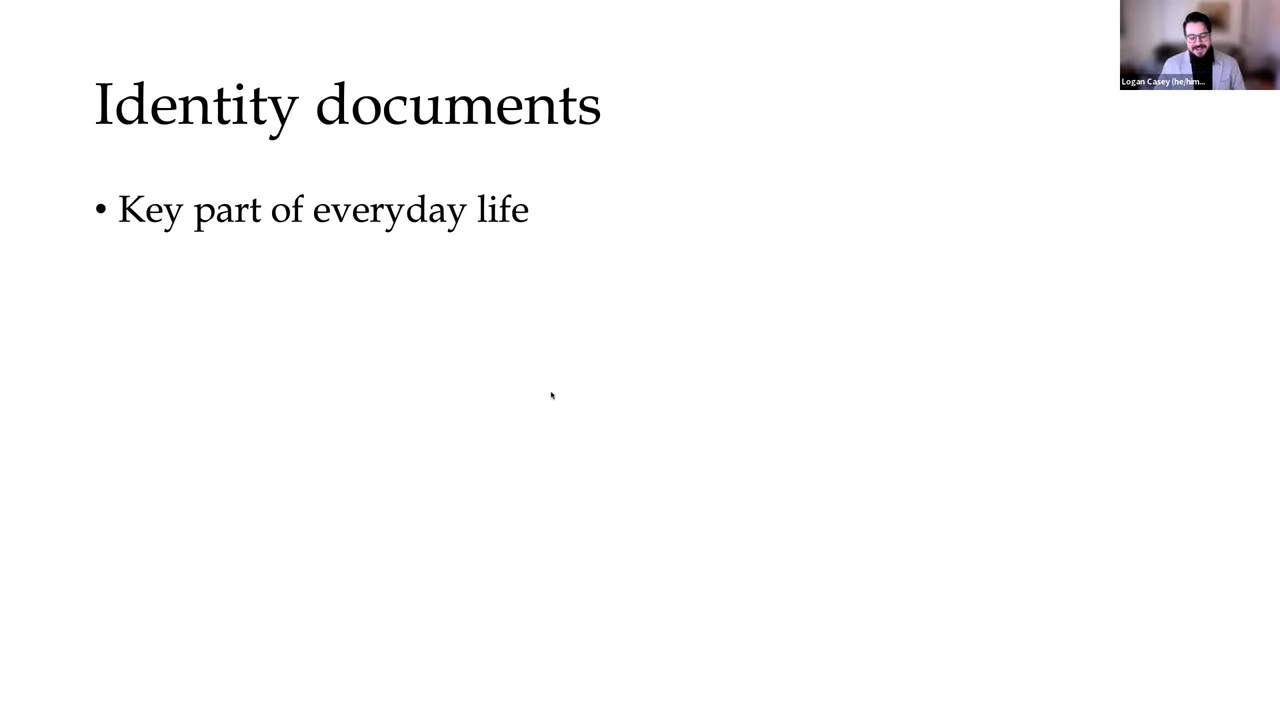 Identity documents
• Key part of everyday life
Logan Casey (he/him...